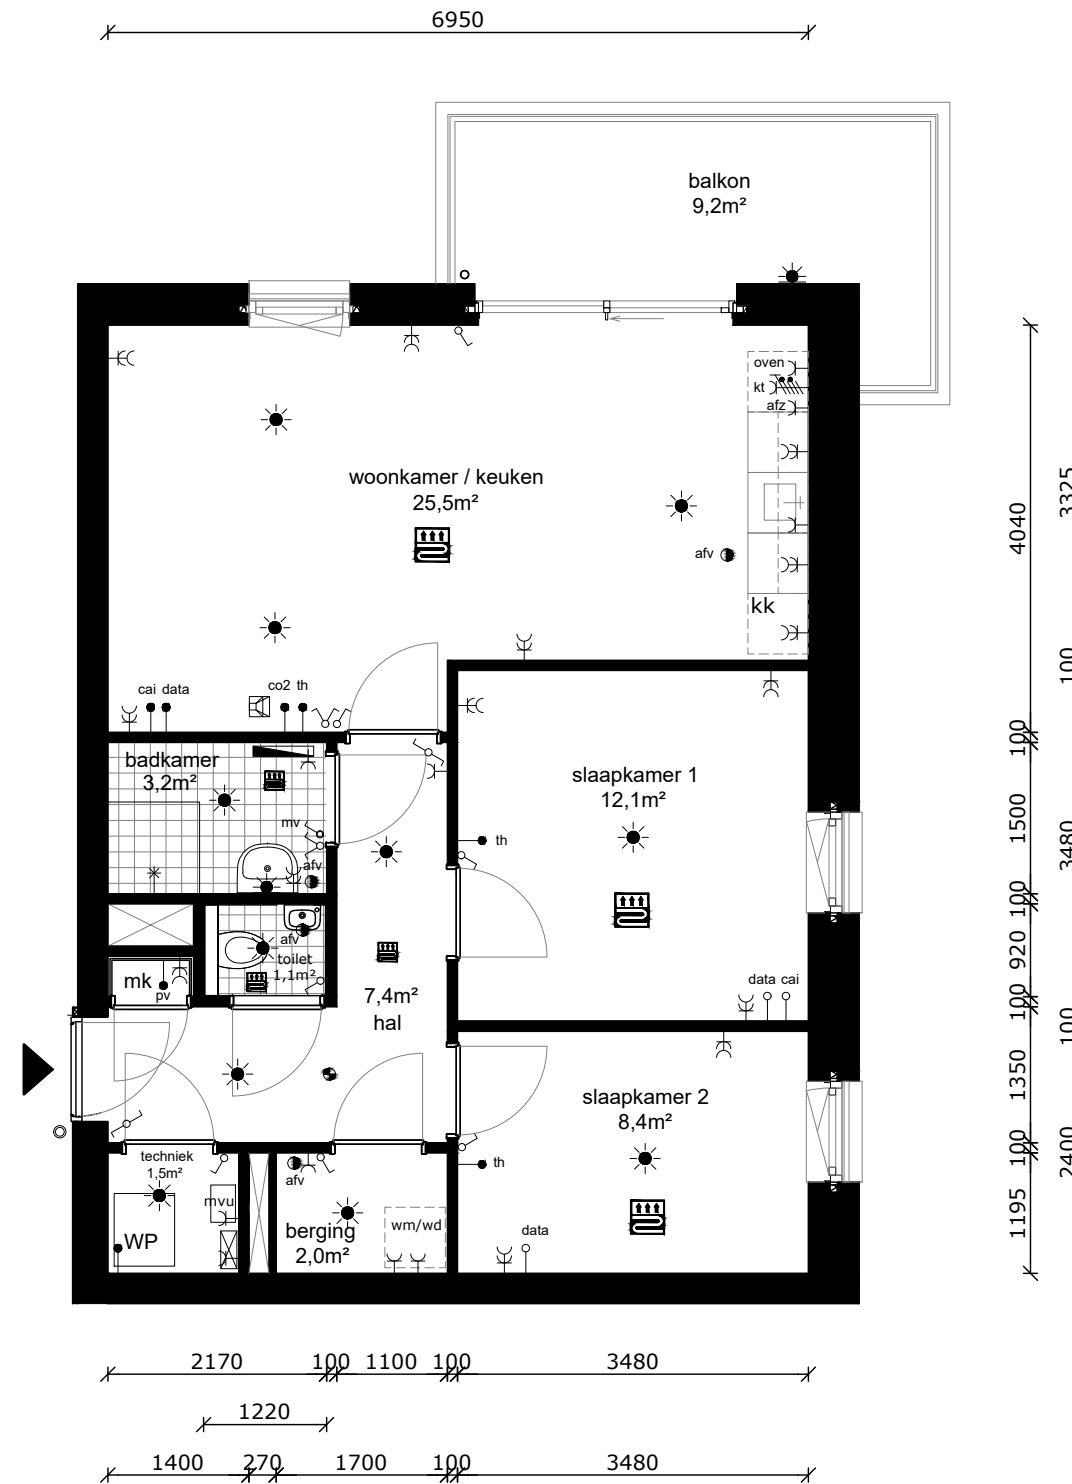 6950
balkon
9,2m²
oven
kt
afz
woonkamer / keuken
25,5m²
afv
kk
cai data
co2 th
badkamer
3,2m²
mv
afv
slaapkamer 1
12,1m²
th
data cai
afv
toilet
1,1m²
mk
pv
7,4m²
hal
slaapkamer 2
8,4m²
th
data
techniek
1,5m²
mvu
WP
afv
berging
2,0m²
wm/wd
4040
100
1500
100
920
100
1350
100
1195
3325
100
3480
100
2400
2170 100 1100 100 3480
1220
1400 270 1700 100 3480